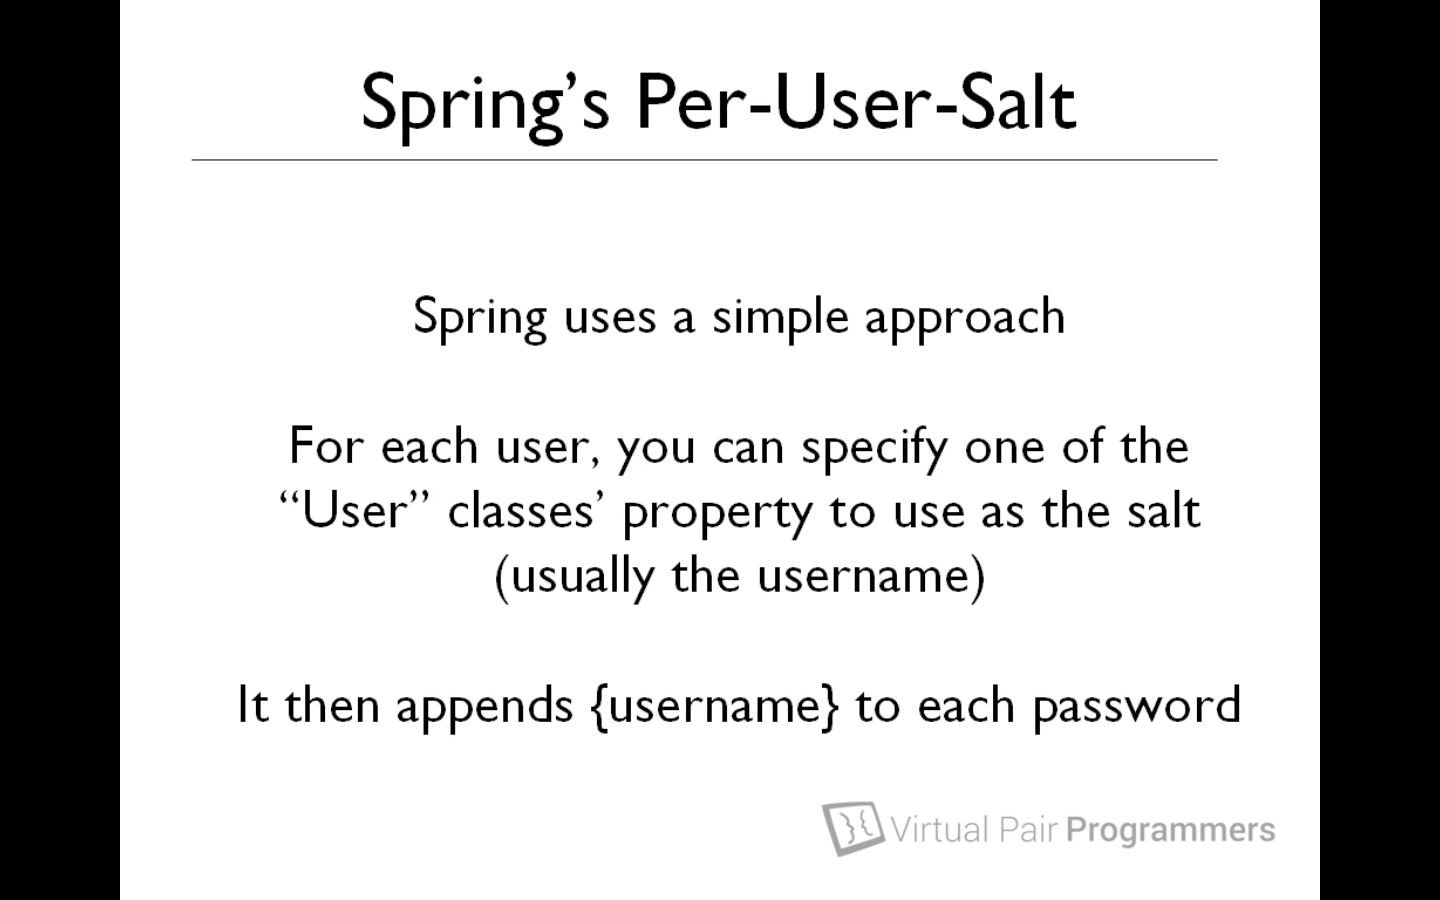 Spring’s Per-User-Salt
Spring uses a simple approach
For each user, you can specify one of the
“User” classes’ property to use as the salt
(usually the username)
It then appends {username} to each password
Virtual Pair Programmers